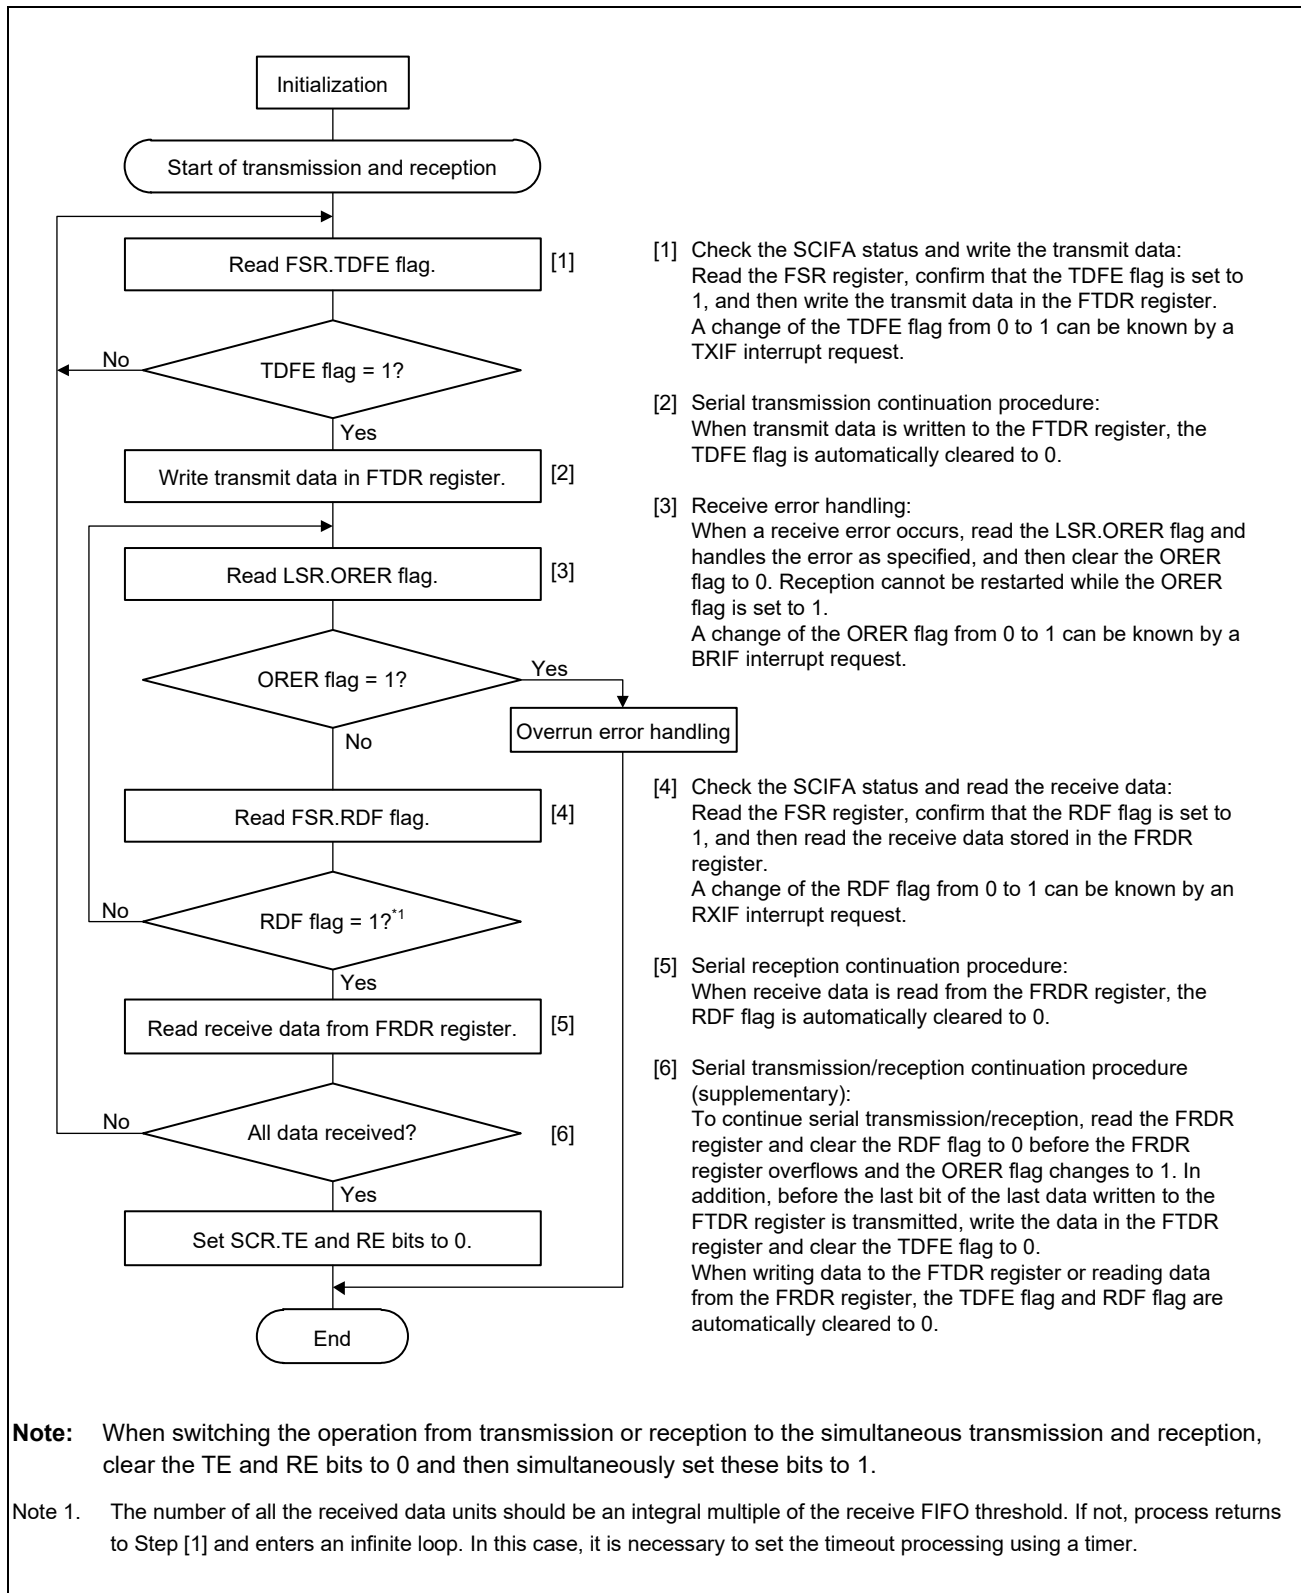 Initialization
Start of transmission and reception
Read FSR.TDFE flag.
[1]
No
TDFE flag = 1?
Yes
Write transmit data in FTDR register.
[2]
Read LSR.ORER flag.
[3]
ORER flag = 1?
Yes
Overrun error handling
No
Read FSR.RDF flag.
[4]
No
RDF flag = 1?*1
Yes
Read receive data from FRDR register.
[5]
No
All data received?
[6]
Yes
Set SCR.TE and RE bits to 0.
End
[1] Check the SCIFA status and write the transmit data:
Read the FSR register, confirm that the TDFE flag is set to
1, and then write the transmit data in the FTDR register.
A change of the TDFE flag from 0 to 1 can be known by a
TXIF interrupt request.
[2] Serial transmission continuation procedure:
When transmit data is written to the FTDR register, the
TDFE flag is automatically cleared to 0.
[3] Receive error handling:
When a receive error occurs, read the LSR.ORER flag and
handles the error as specified, and then clear the ORER
flag to 0. Reception cannot be restarted while the ORER
flag is set to 1.
A change of the ORER flag from 0 to 1 can be known by a
BRIF interrupt request.
[4] Check the SCIFA status and read the receive data:
Read the FSR register, confirm that the RDF flag is set to
1, and then read the receive data stored in the FRDR
register.
A change of the RDF flag from 0 to 1 can be known by an
RXIF interrupt request.
[5] Serial reception continuation procedure:
When receive data is read from the FRDR register, the
RDF flag is automatically cleared to 0.
[6] Serial transmission/reception continuation procedure
(supplementary):
To continue serial transmission/reception, read the FRDR
register and clear the RDF flag to 0 before the FRDR
register overflows and the ORER flag changes to 1. In
addition, before the last bit of the last data written to the
FTDR register is transmitted, write the data in the FTDR
register and clear the TDFE flag to 0.
When writing data to the FTDR register or reading data
from the FRDR register, the TDFE flag and RDF flag are
automatically cleared to 0.
Note: When switching the operation from transmission or reception to the simultaneous transmission and reception,
clear the TE and RE bits to 0 and then simultaneously set these bits to 1.
Note 1. The number of all the received data units should be an integral multiple of the receive FIFO threshold. If not, process returns
to Step [1] and enters an infinite loop. In this case, it is necessary to set the timeout processing using a timer.